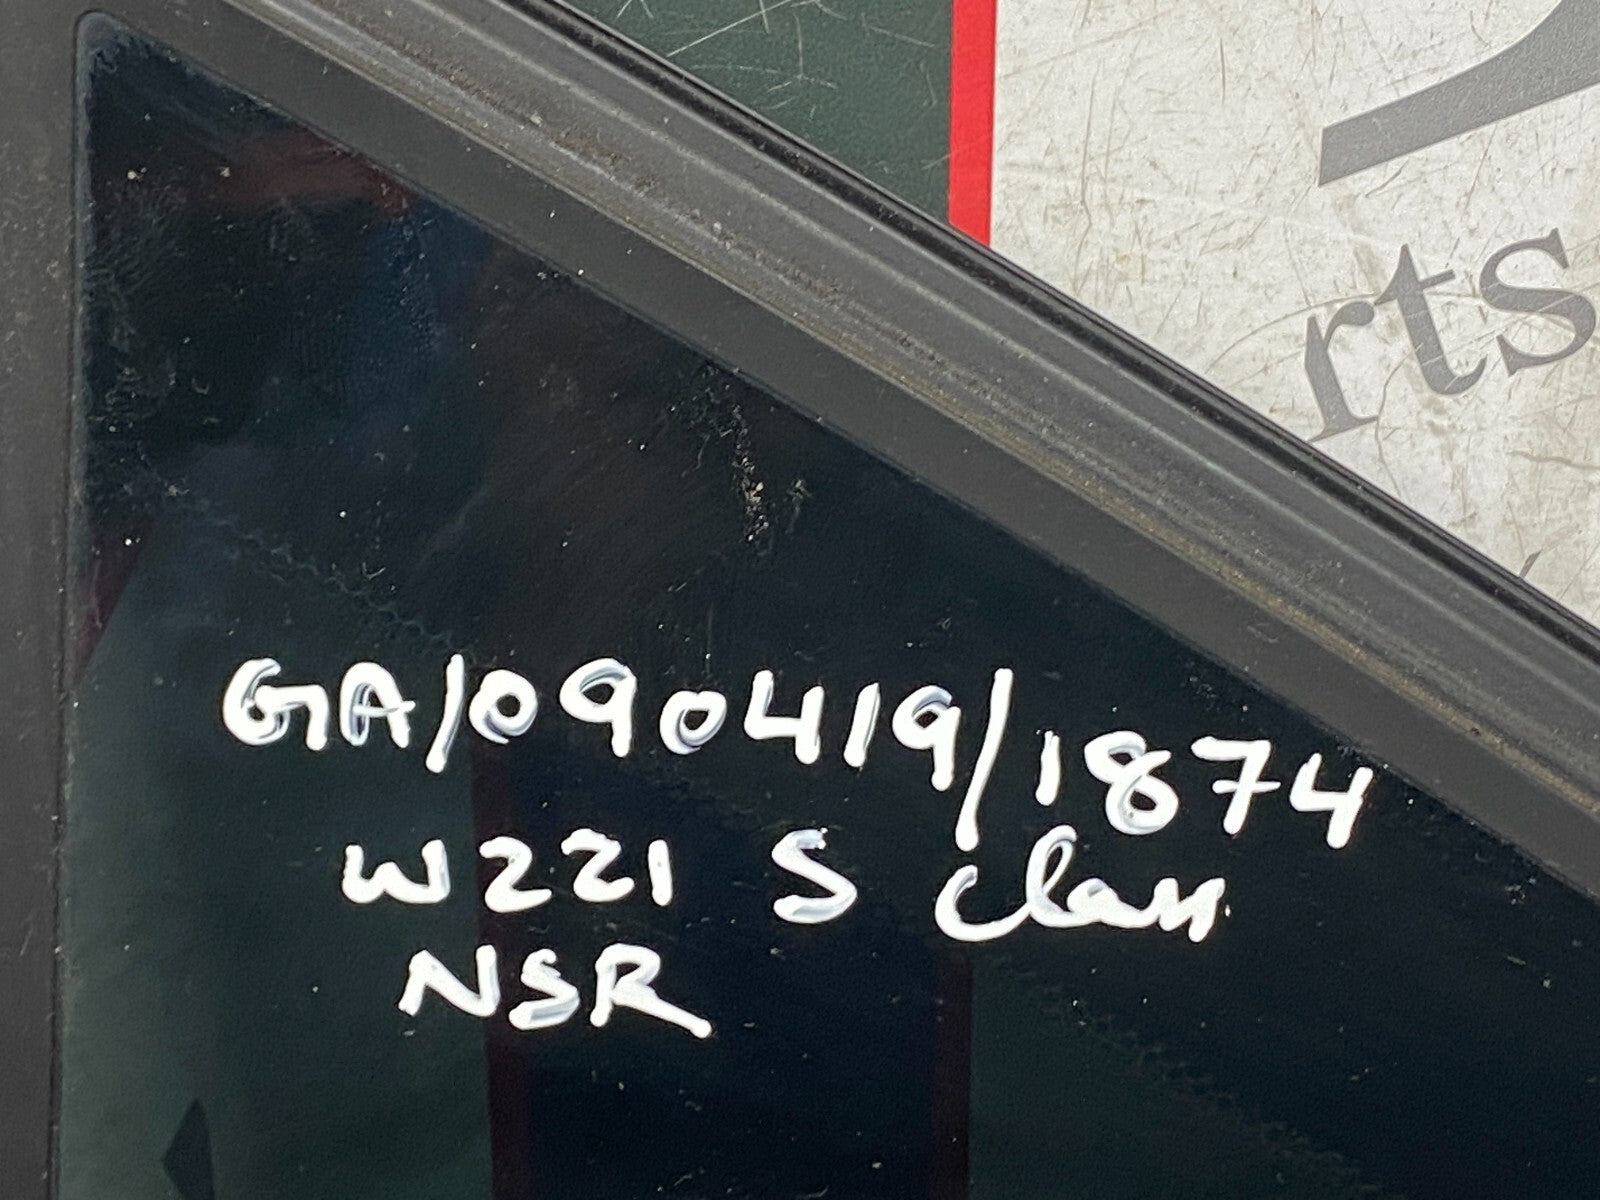 rts
GA/090419/1874
W221 S Class
NSR